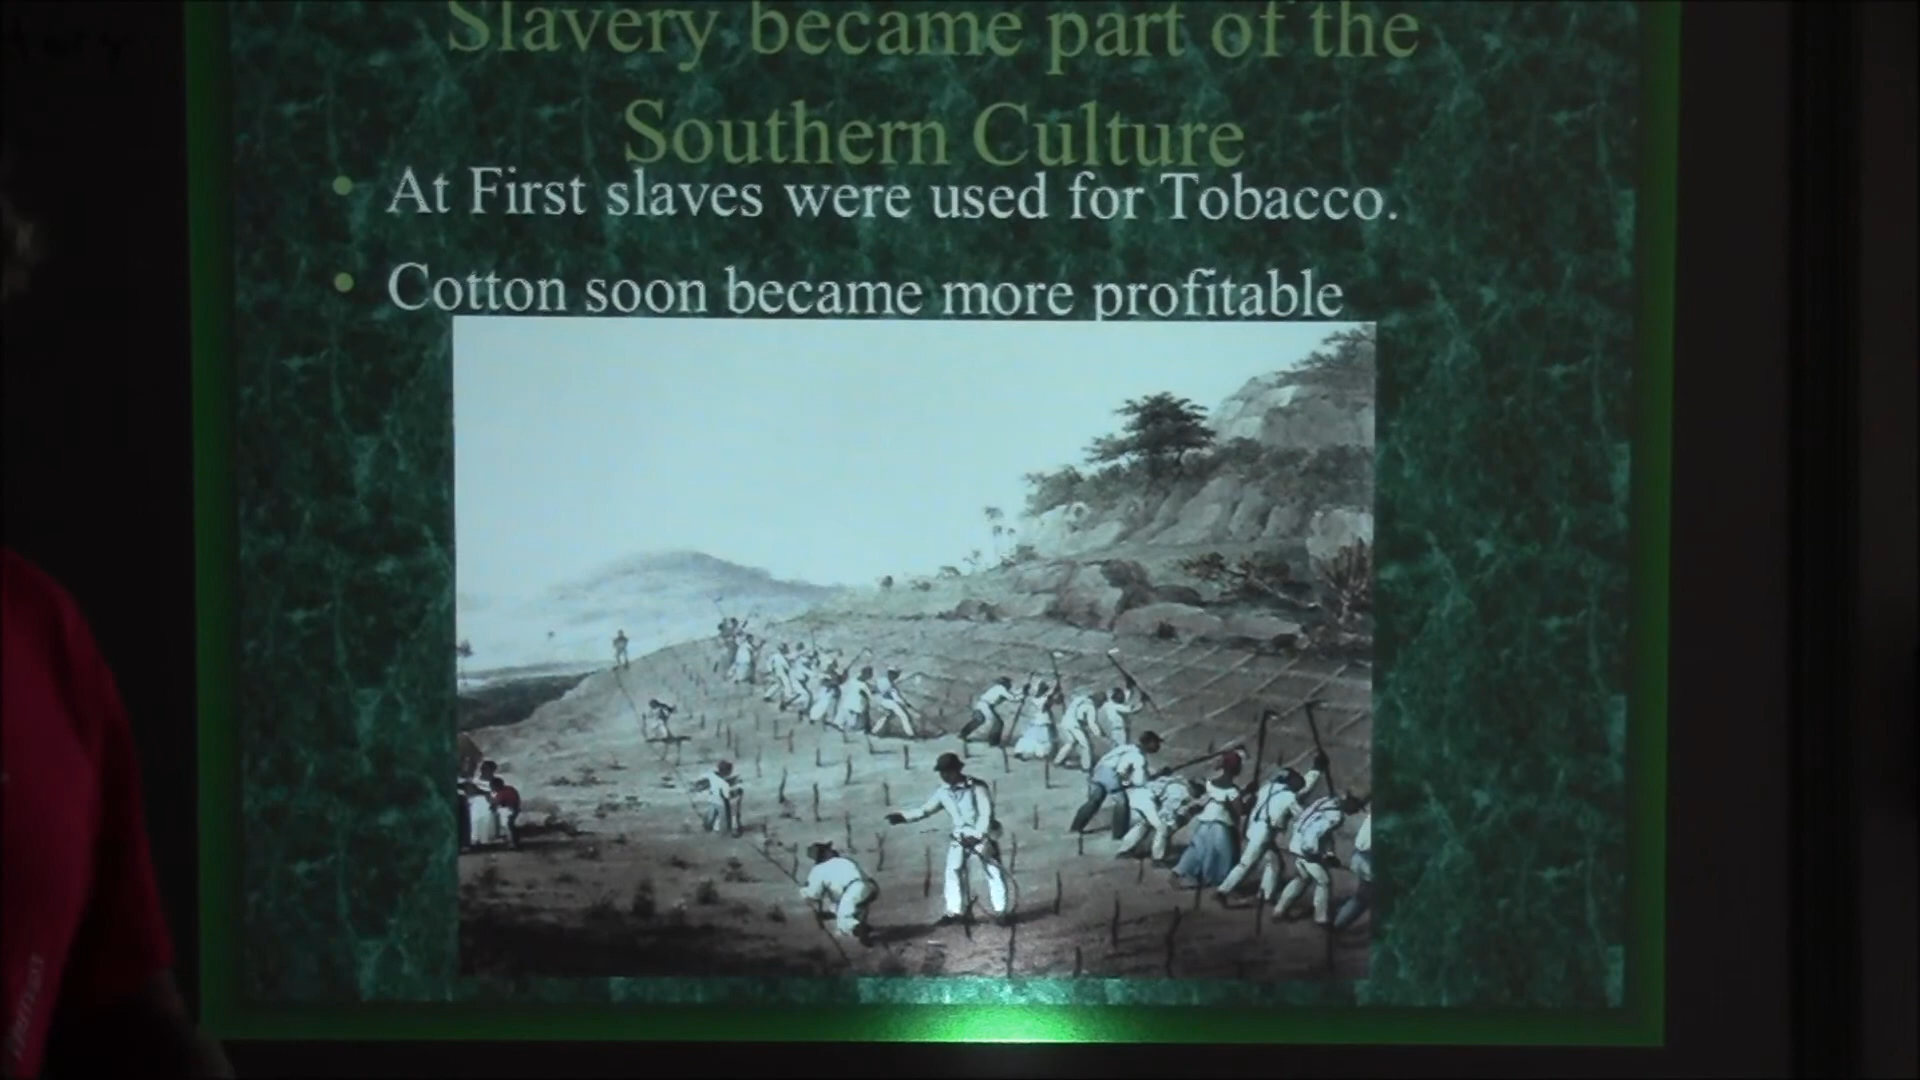 Slavery became part of the
Southern Culture
• At First slaves were used for Tobacco.
• Cotton soon became more profitable